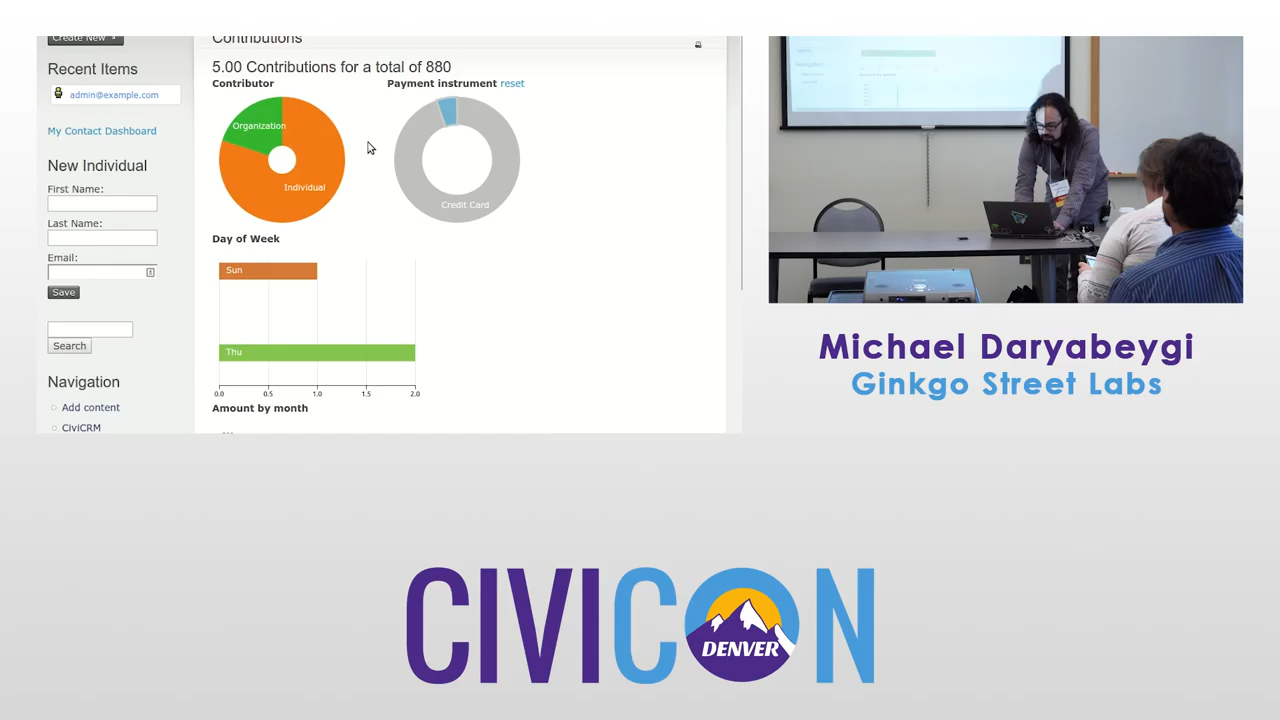 Create New
Recent Items
admin@example.com
My Contact Dashboard
New Individual
First Name:
Last Name:
Email:
Save
Search
Navigation
Add content
CiviCRM
Contributions
5.00 Contributions for a total of 880
Contributor
Organization
Individual
Payment instrument reset
Credit Card
Day of Week
Sun
Thu
0.0 0.5 1.0 1.5 2.0
Amount by month
Michael Daryabeygi
Ginkgo Street Labs
CIVICON
DENVER